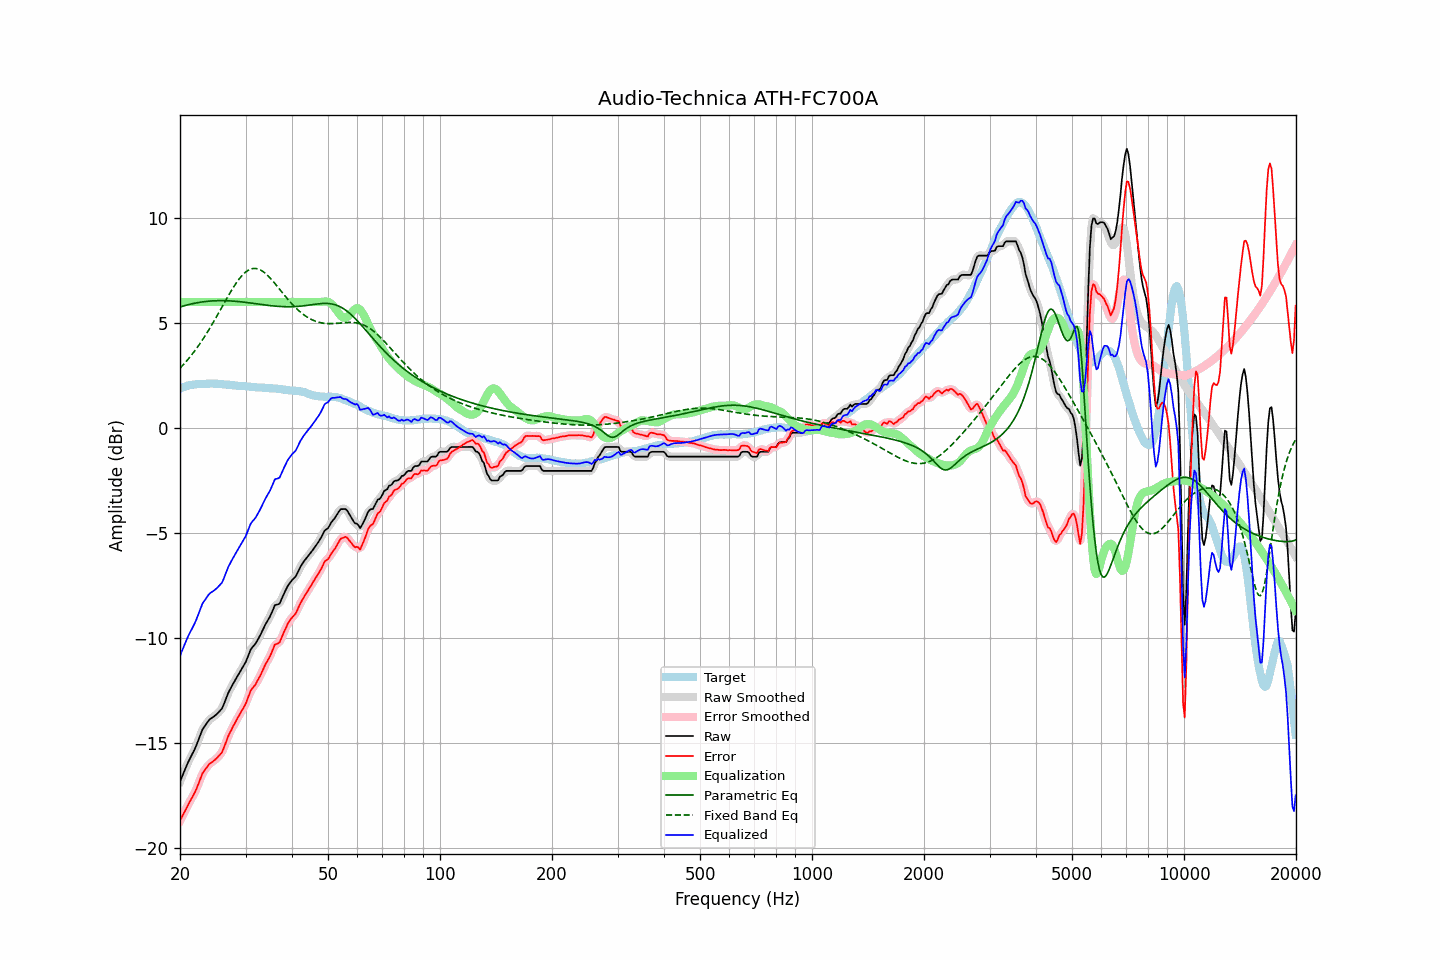 Audio-Technica ATH-FC700A
Amplitude (dBr)
10
5
0
−5
−10
−15
−20
Target
Raw Smoothed
Error Smoothed
Raw
Error
Equalization
Parametric Eq
Fixed Band Eq
Equalized
20 50 100 200 500 1000 2000 5000 10000 20000
Frequency (Hz)